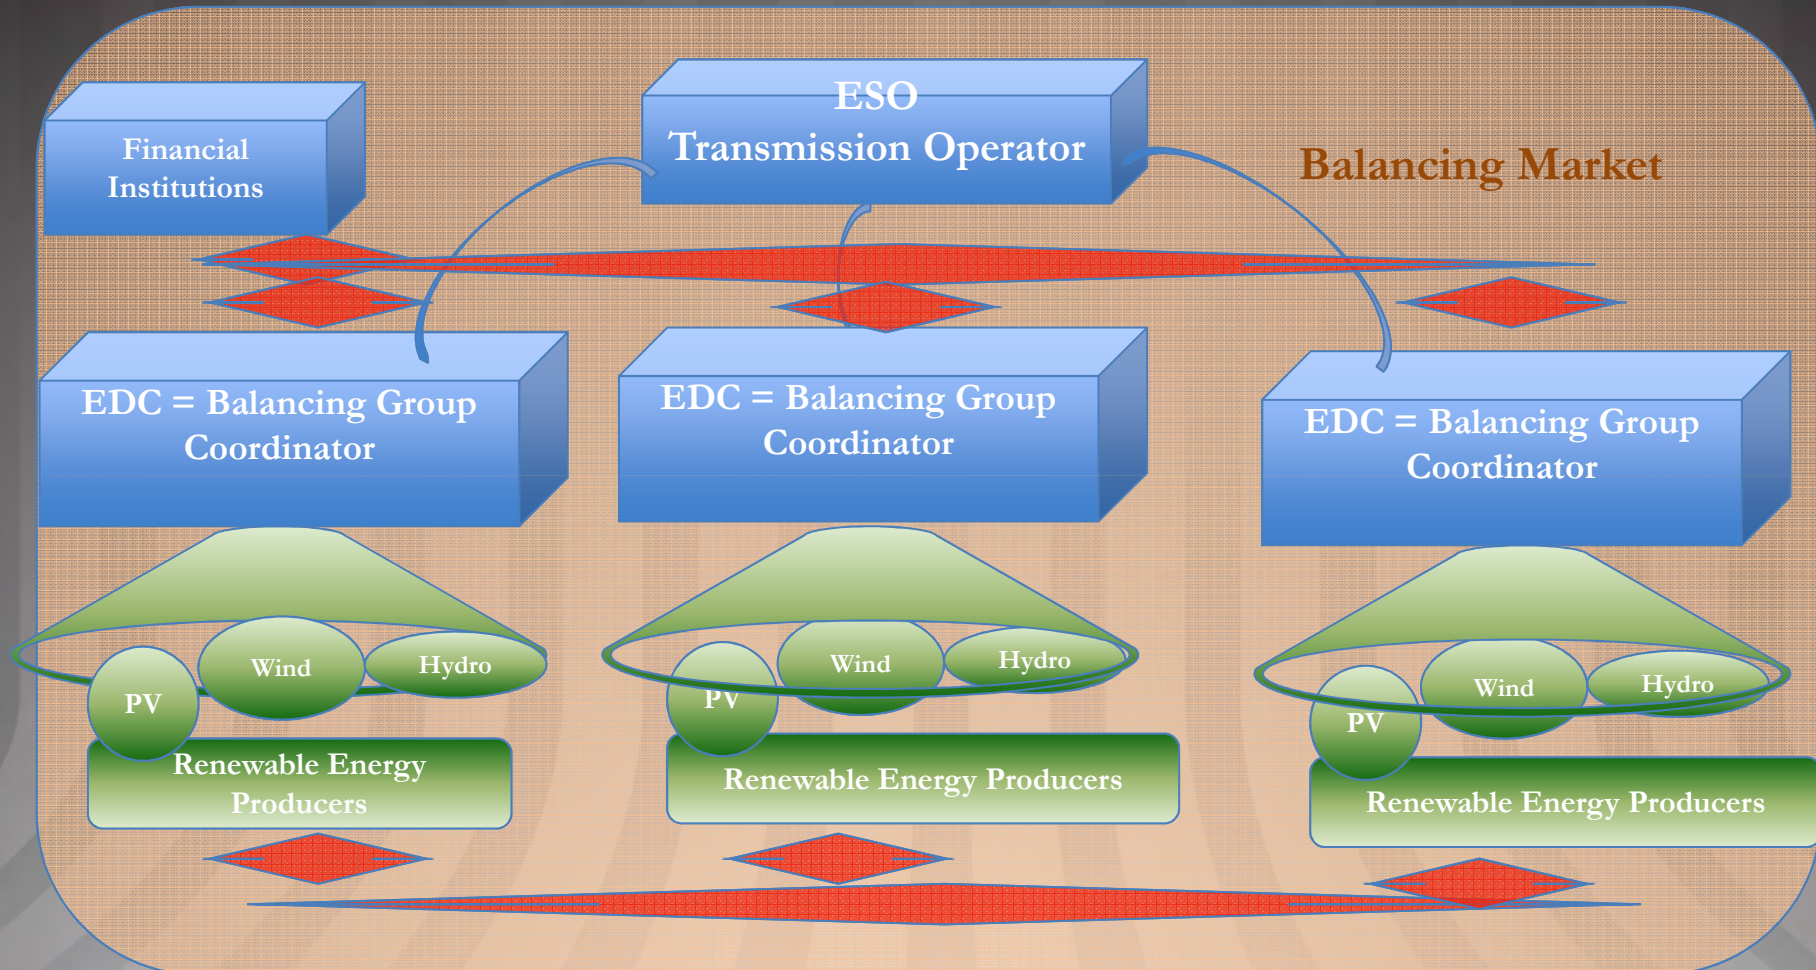 ESO
Transmission Operator
Financial
Institutions
Balancing Market
EDC = Balancing Group
Coordinator
EDC = Balancing Group
Coordinator
EDC = Balancing Group
Coordinator
PV
Wind
Hydro
Renewable Energy
Producers
PV
Wind
Hydro
Renewable Energy Producers
PV
Wind
Hydro
Renewable Energy Producers